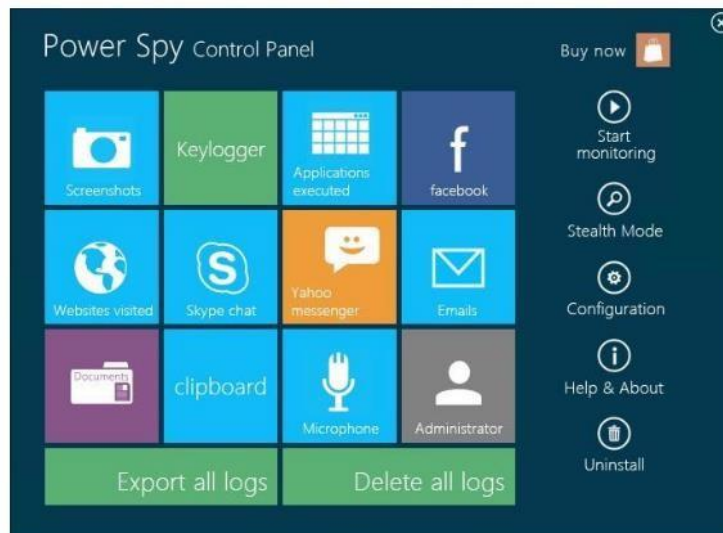 Power Spy Control Panel
Buy now
Screenshots
Keylogger
Applications
executed
f
facebook
Start
monitoring
Stealth Mode
Websites visited
S
Skype chat
Yahoo
messenger
Emails
Configuration
Documents
clipboard
Microphone
Administrator
i
Help & About
Uninstall
Export all logs
Delete all logs